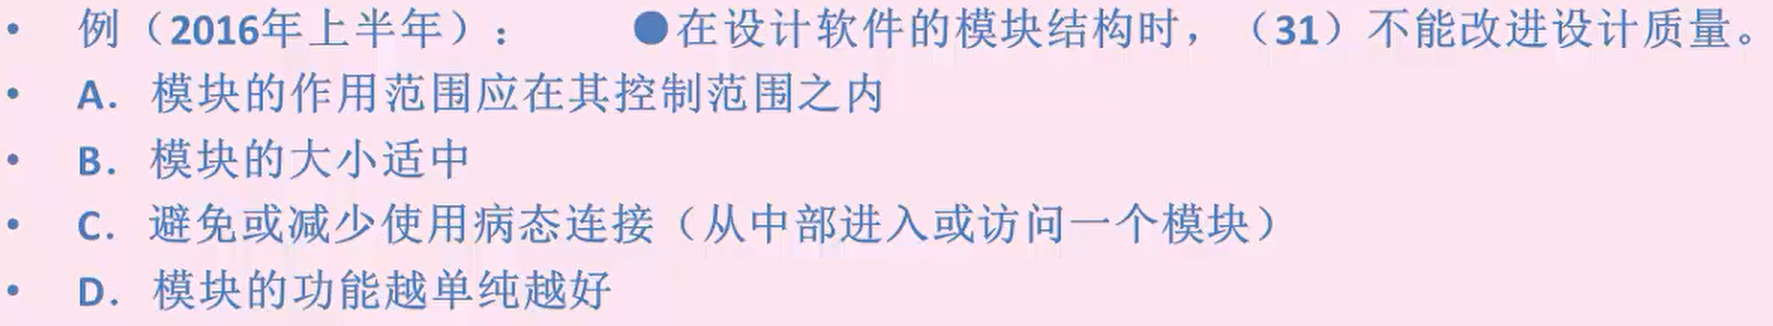 • 例（2016年上半年）： ●在设计软件的模块结构时，（31）不能改进设计质量。
• A．模块的作用范围应在其控制范围之内
• B．模块的大小适中
• C．避免或减少使用病态连接（从中部进入或访问一个模块）
• D．模块的功能越单纯越好